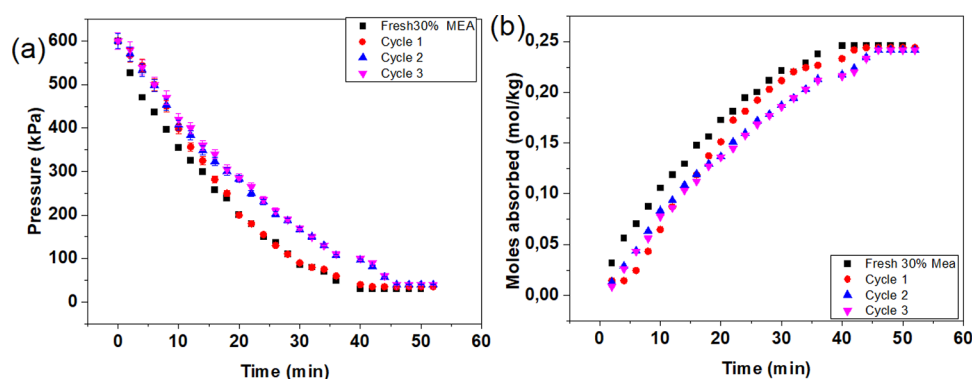 (a)
Fresh30% MEA
Cycle 1
Cycle 2
Cycle 3
Pressure (kPa)
600
500
400
300
200
100
0
0 10 20 30 40 50 60
Time (min)
(b)
Moles absorbed (mol/kg)
0,25
0,20
0,15
0,10
0,05
0,00
Fresh 30% Mea
Cycle 1
Cycle 2
Cycle 3
0 10 20 30 40 50 60
Time (min)